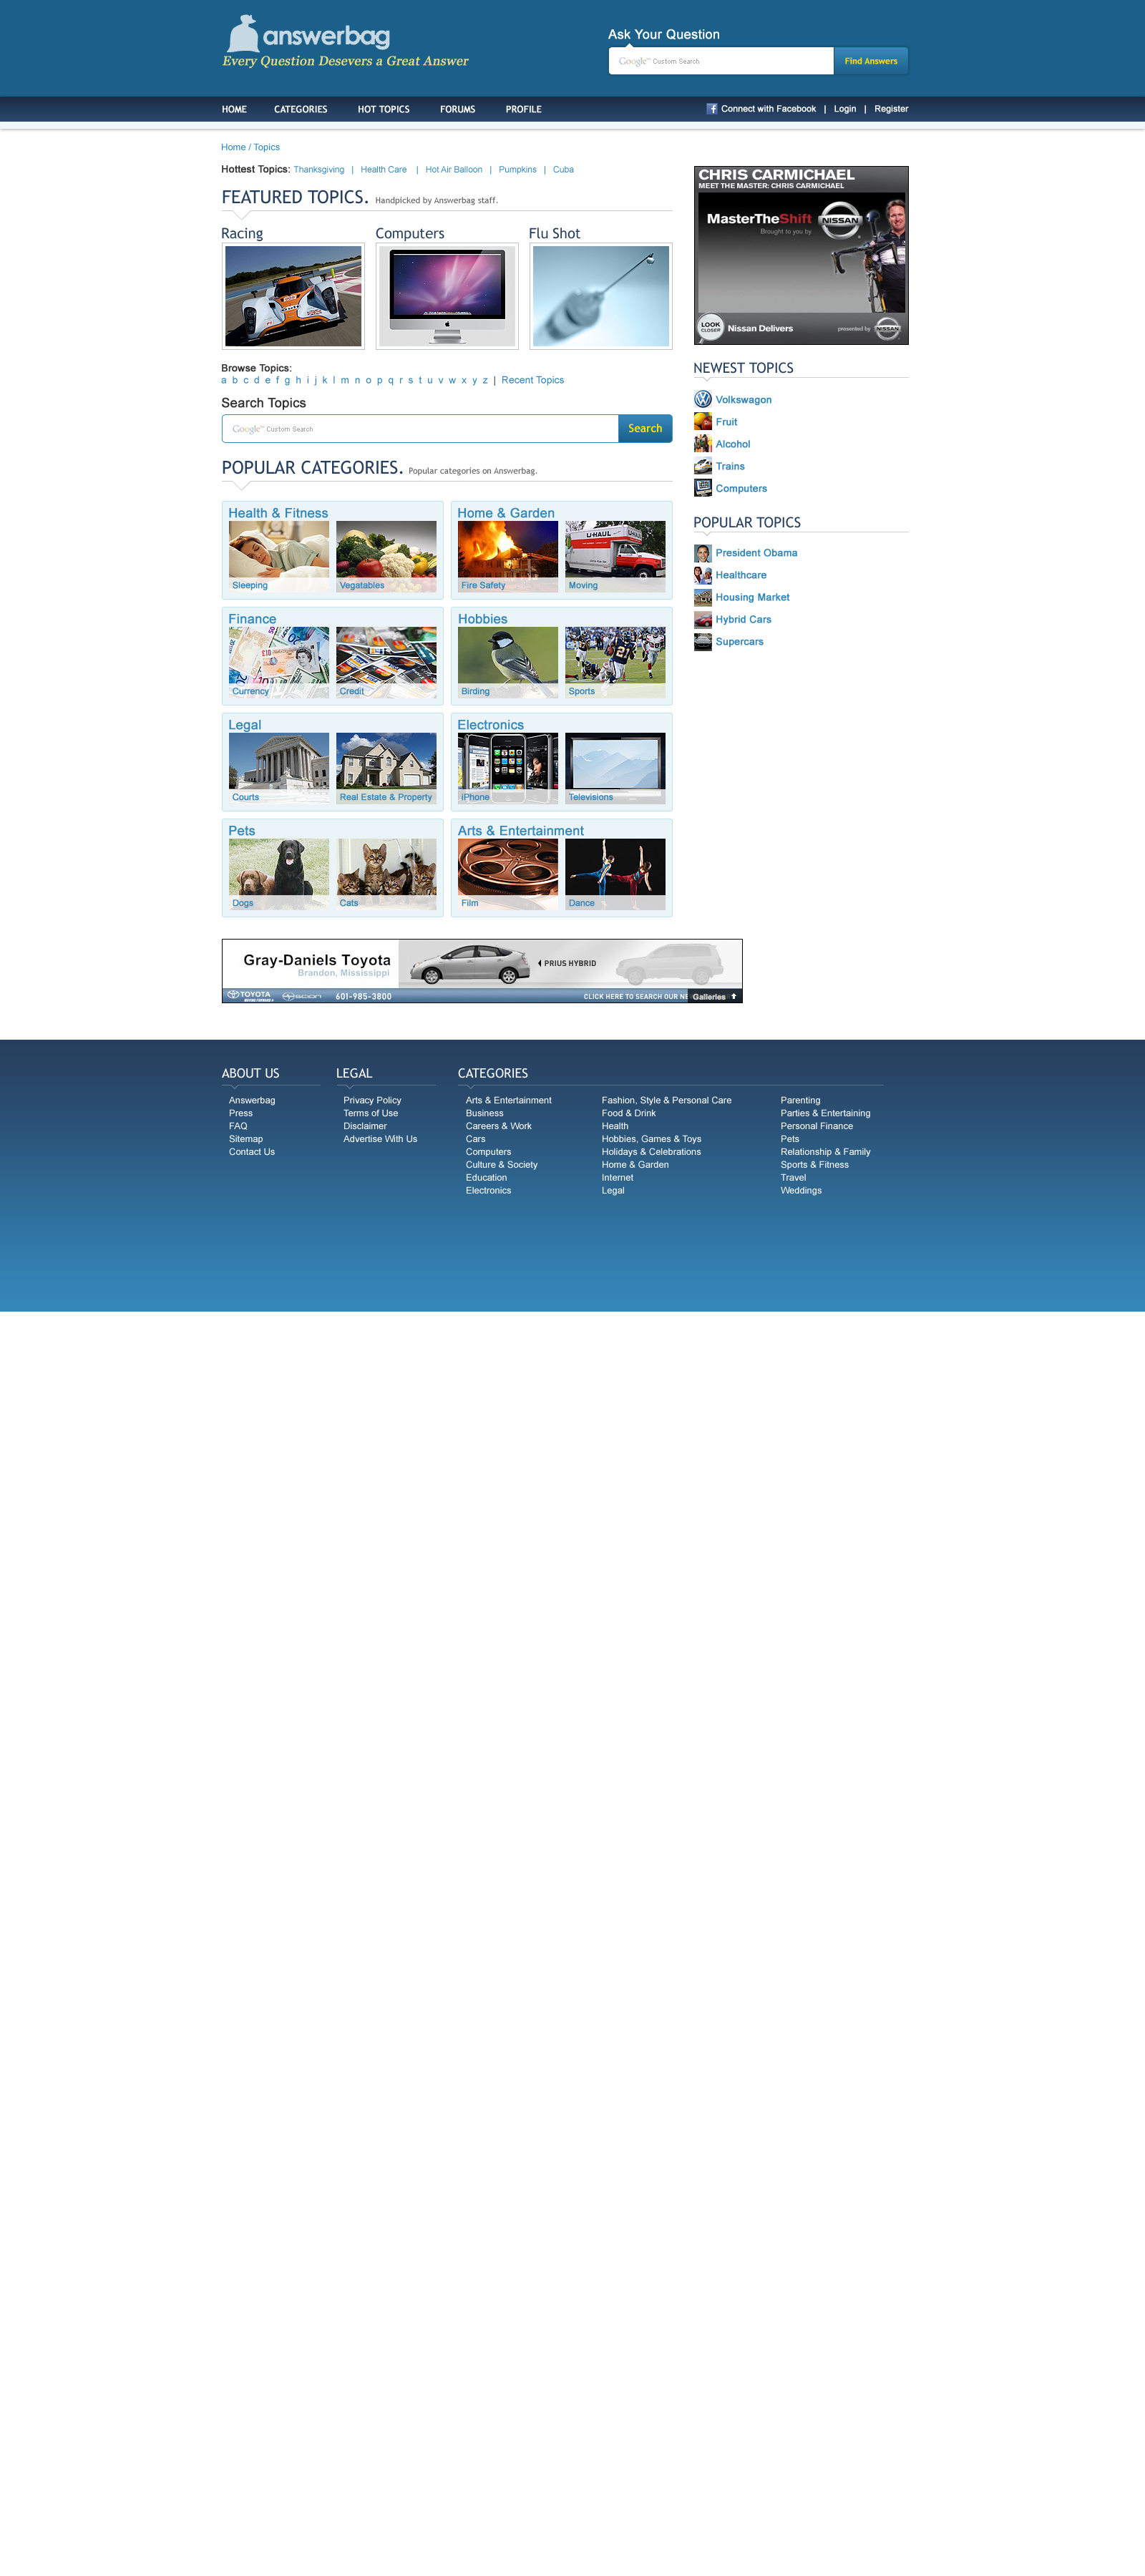 answerbag
Every Question Desevers a Great Answer
Ask Your Question
Google™ Custom Search
Find Answers
HOME CATEGORIES HOT TOPICS FORUMS PROFILE
Connect with Facebook | Login | Register
Home / Topics
Hottest Topics: Thanksgiving | Health Care | Hot Air Balloon | Pumpkins | Cuba
FEATURED TOPICS. Handpicked by Answerbag staff.
Racing Computers Flu Shot
Browse Topics:
a b c d e f g h i j k l m n o p q r s t u v w x y z | Recent Topics
Search Topics
Google™ Custom Search
Search
POPULAR CATEGORIES. Popular categories on Answerbag.
Health & Fitness
Sleeping Vegatables
Home & Garden
U-HAUL
Fire Safety Moving
Finance
Currency Credit
Hobbies
21
Birding Sports
Legal
Courts Real Estate & Property
Electronics
iPhone Televisions
Pets
Dogs Cats
Arts & Entertainment
Film Dance
CHRIS CARMICHAEL
MEET THE MASTER: CHRIS CARMICHAEL
MasterTheShift
Brought to you by
NISSAN
LOOK
CLOSER
Nissan Delivers
presented by
NISSAN
NEWEST TOPICS
Volkswagon
Fruit
Alcohol
Trains
Computers
POPULAR TOPICS
President Obama
Healthcare
Housing Market
Hybrid Cars
Supercars
Gray-Daniels Toyota
Brandon, Mississippi
PRIUS HYBRID
TOYOTA
SCION
601-985-3800
CLICK HERE TO SEARCH OUR NE
Galleries
ABOUT US
Answerbag
Press
FAQ
Sitemap
Contact Us
LEGAL
Privacy Policy
Terms of Use
Disclaimer
Advertise With Us
CATEGORIES
Arts & Entertainment
Business
Careers & Work
Cars
Computers
Culture & Society
Education
Electronics
Fashion, Style & Personal Care
Food & Drink
Health
Hobbies, Games & Toys
Holidays & Celebrations
Home & Garden
Internet
Legal
Parenting
Parties & Entertaining
Personal Finance
Pets
Relationship & Family
Sports & Fitness
Travel
Weddings